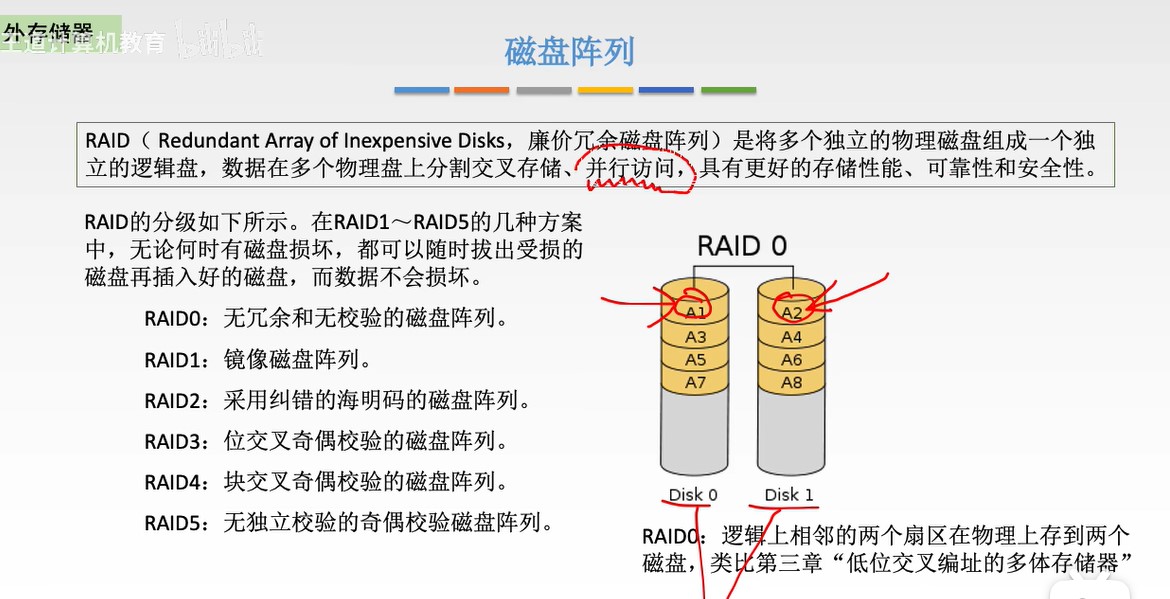 外存储器
王道计算机教育 bilibili
磁盘阵列
RAID（ Redundant Array of Inexpensive Disks，廉价冗余磁盘阵列）是将多个独立的物理磁盘组成一个独
立的逻辑盘，数据在多个物理盘上分割交叉存储、并行访问，具有更好的存储性能、可靠性和安全性。
RAID的分级如下所示。在RAID1～RAID5的几种方案
中，无论何时有磁盘损坏，都可以随时拔出受损的
磁盘再插入好的磁盘，而数据不会损坏。
RAID0：无冗余和无校验的磁盘阵列。
RAID1：镜像磁盘阵列。
RAID2：采用纠错的海明码的磁盘阵列。
RAID3：位交叉奇偶校验的磁盘阵列。
RAID4：块交叉奇偶校验的磁盘阵列。
RAID5：无独立校验的奇偶校验磁盘阵列。
RAID 0
A1 A2
A3 A4
A5 A6
A7 A8
Disk 0 Disk 1
RAID0：逻辑上相邻的两个扇区在物理上存到两个
磁盘，类比第三章“低位交叉编址的多体存储器”